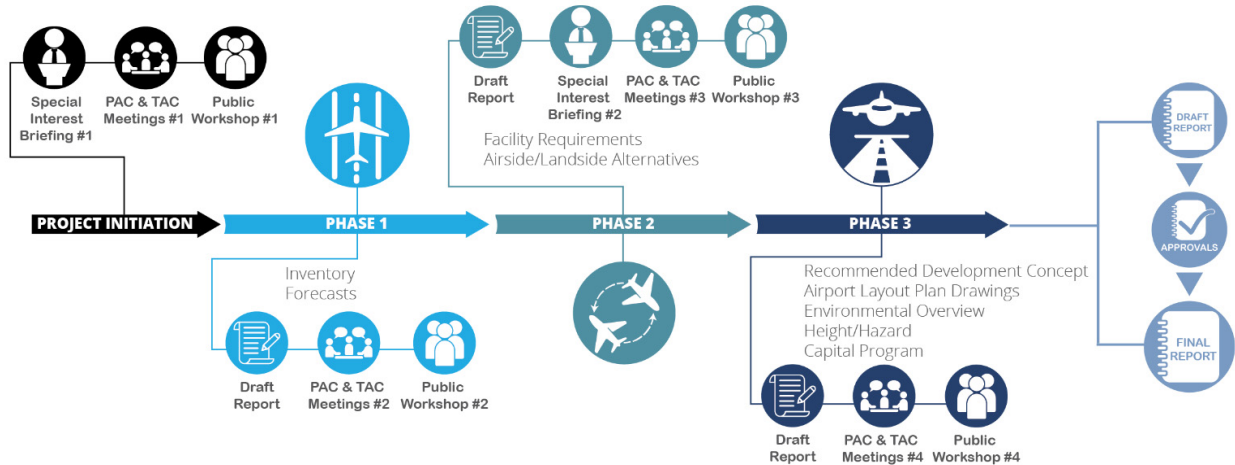 Special
Interest
Briefing #1
PAC & TAC
Meetings #1
Public
Workshop #1
PROJECT INITIATION
PHASE 1
Inventory
Forecasts
Draft
Report
PAC & TAC
Meetings #2
Public
Workshop #2
Draft
Report
Special
Interest
Briefing #2
PAC & TAC
Meetings #3
Public
Workshop #3
Facility Requirements
Airside/Landside Alternatives
PHASE 2
PHASE 3
Recommended Development Concept
Airport Layout Plan Drawings
Environmental Overview
Height/Hazard
Capital Program
Draft
Report
PAC & TAC
Meetings #4
Public
Workshop #4
DRAFT
REPORT
APPROVALS
FINAL
REPORT